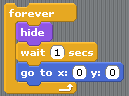 forever
hide
wait 1 secs
go to x: 0 y: 0